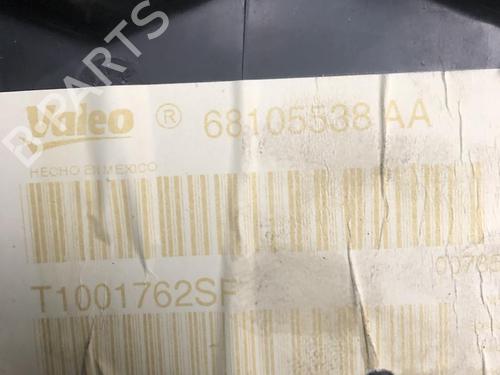 Valeo ® 68105538 AA
HECHO EN MEXICO
T1001762SF
B-PARTS